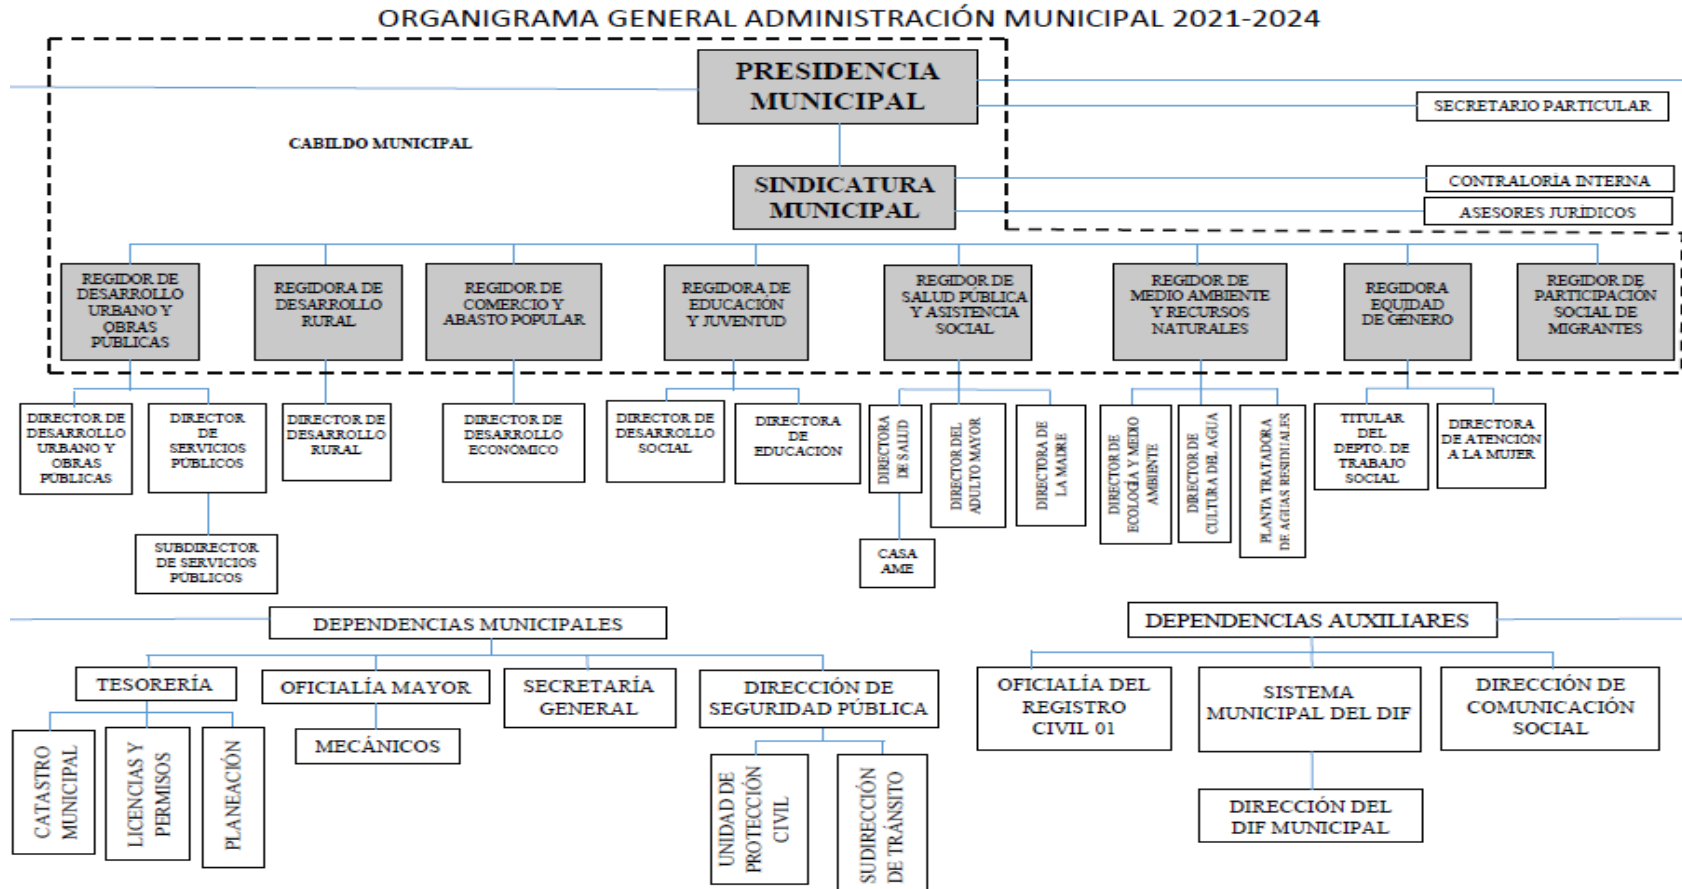 ORGANIGRAMA GENERAL ADMINISTRACIÓN MUNICIPAL 2021-2024
PRESIDENCIA
MUNICIPAL
SECRETARIO PARTICULAR
CABILDO MUNICIPAL
SINDICATURA
MUNICIPAL
CONTRALORÍA INTERNA
ASESORES JURÍDICOS
REGIDOR DE
DESARROLLO
URBANO Y
OBRAS
PÚBLICAS
REGIDORA DE
DESARROLLO
RURAL
REGIDOR DE
COMERCIO Y
ABASTO POPULAR
REGIDORA DE
EDUCACIÓN
Y JUVENTUD
REGIDOR DE
SALUD PÚBLICA
Y ASISTENCIA
SOCIAL
REGIDOR DE
MEDIO AMBIENTE
Y RECURSOS
NATURALES
REGIDORA
EQUIDAD
DE GÉNERO
REGIDOR DE
PARTICIPACIÓN
SOCIAL DE
MIGRANTES
DIRECTOR DE
DESARROLLO
URBANO Y
OBRAS
PÚBLICAS
DIRECTOR
DE
SERVICIOS
PÚBLICOS
DIRECTOR DE
DESARROLLO
RURAL
DIRECTOR DE
DESARROLLO
ECONÓMICO
DIRECTOR DE
DESARROLLO
SOCIAL
DIRECTORA
DE
EDUCACIÓN
DIRECTORA
DE SALUD
DIRECTOR DEL
ADULTO MAYOR
DIRECTORA DE
LA MADRE
DIRECTOR DE
ECOLOGÍA Y MEDIO
AMBIENTE
DIRECTOR DE
CULTURA DEL AGUA
PLANTA TRATADORA
DE AGUAS RESIDUALES
TITULAR
DEL
DEPTO. DE
TRABAJO
SOCIAL
DIRECTORA
DE ATENCIÓN
A LA MUJER
SUBDIRECTOR
DE SERVICIOS
PÚBLICOS
CASA
AME
DEPENDENCIAS MUNICIPALES
DEPENDENCIAS AUXILIARES
TESORERÍA
OFICIALÍA MAYOR
SECRETARÍA
GENERAL
DIRECCIÓN DE
SEGURIDAD PÚBLICA
OFICIALÍA DEL
REGISTRO
CIVIL 01
SISTEMA
MUNICIPAL DEL DIF
DIRECCIÓN DE
COMUNICACIÓN
SOCIAL
CATASTRO
MUNICIPAL
LICENCIAS Y
PERMISOS
PLANEACIÓN
MECÁNICOS
UNIDAD DE
PROTECCIÓN
CIVIL
SUDIRECCIÓN
DE TRÁNSITO
DIRECCIÓN DEL
DIF MUNICIPAL